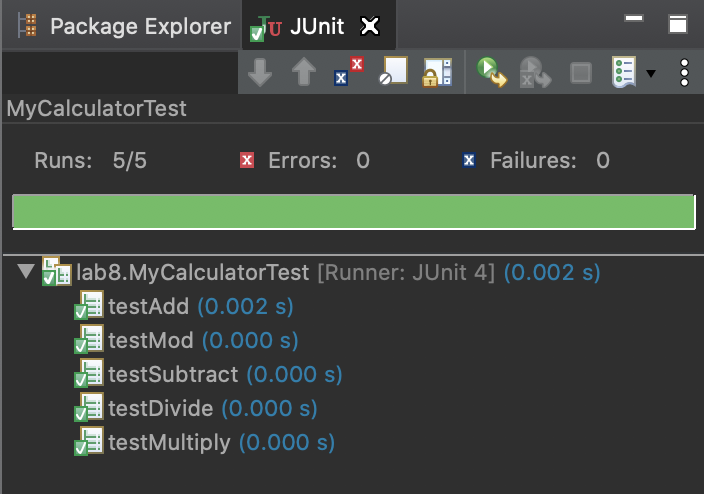 Package Explorer JUnit
MyCalculatorTest
Runs: 5/5 Errors: 0 Failures: 0
lab8.MyCalculatorTest [Runner: JUnit 4] (0.002 s)
testAdd (0.002 s)
testMod (0.000 s)
testSubtract (0.000 s)
testDivide (0.000 s)
testMultiply (0.000 s)